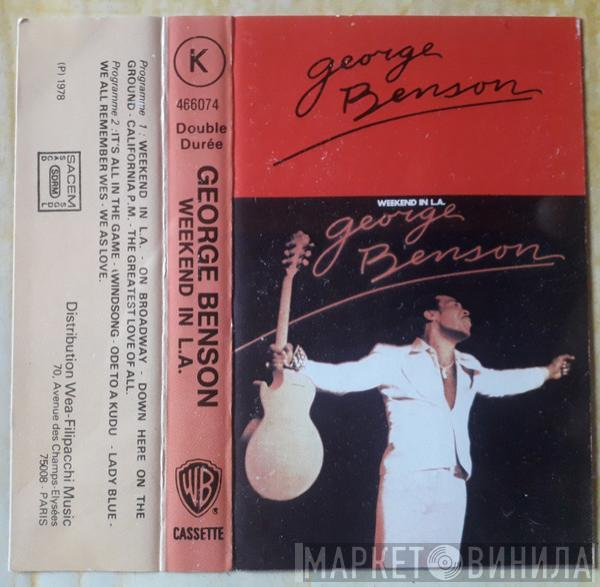 (P) 1978
SACEM
SACD
SDRM
SGDL
Programme 1 : WEEKEND IN L.A. - ON BROADWAY - DOWN HERE ON THE
GROUND - CALIFORNIA P.M. - THE GREATEST LOVE OF ALL.
Programme 2 : IT'S ALL IN THE GAME - (WINDSONG - ODE TO A KUDU - LADY BLUE -
WE ALL REMEMBER WES - WE AS LOVE.
Distribution Wea-Filipacchi Music
70, Avenue des Champs-Elysées
75008 - PARIS
K
466074
Double
Durée
GEORGE BENSON
WEEKEND IN L.A.
WB
CASSETTE
george
Benson
WEEKEND IN L.A.
george
Benson
МАРКЕТ ВИНИЛА